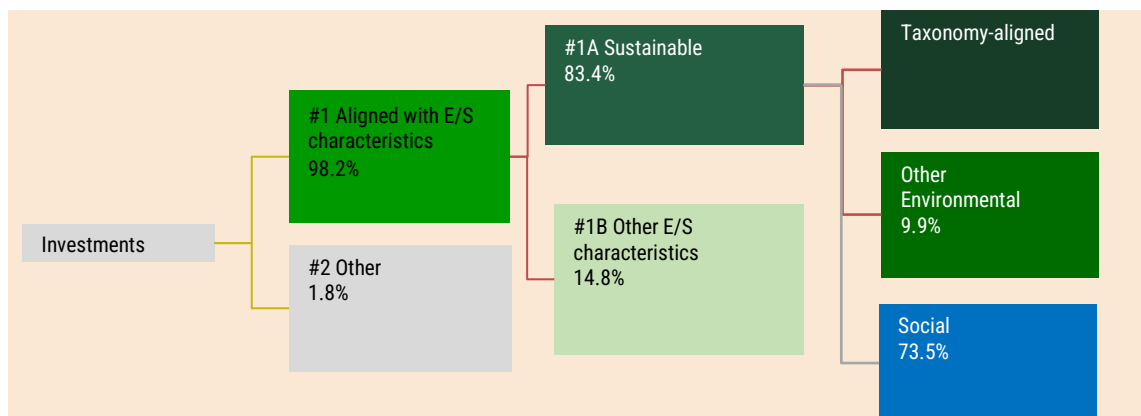 Investments
#1 Aligned with E/S
characteristics
98.2%
#2 Other
1.8%
#1A Sustainable
83.4%
#1B Other E/S
characteristics
14.8%
Taxonomy-aligned
Other
Environmental
9.9%
Social
73.5%